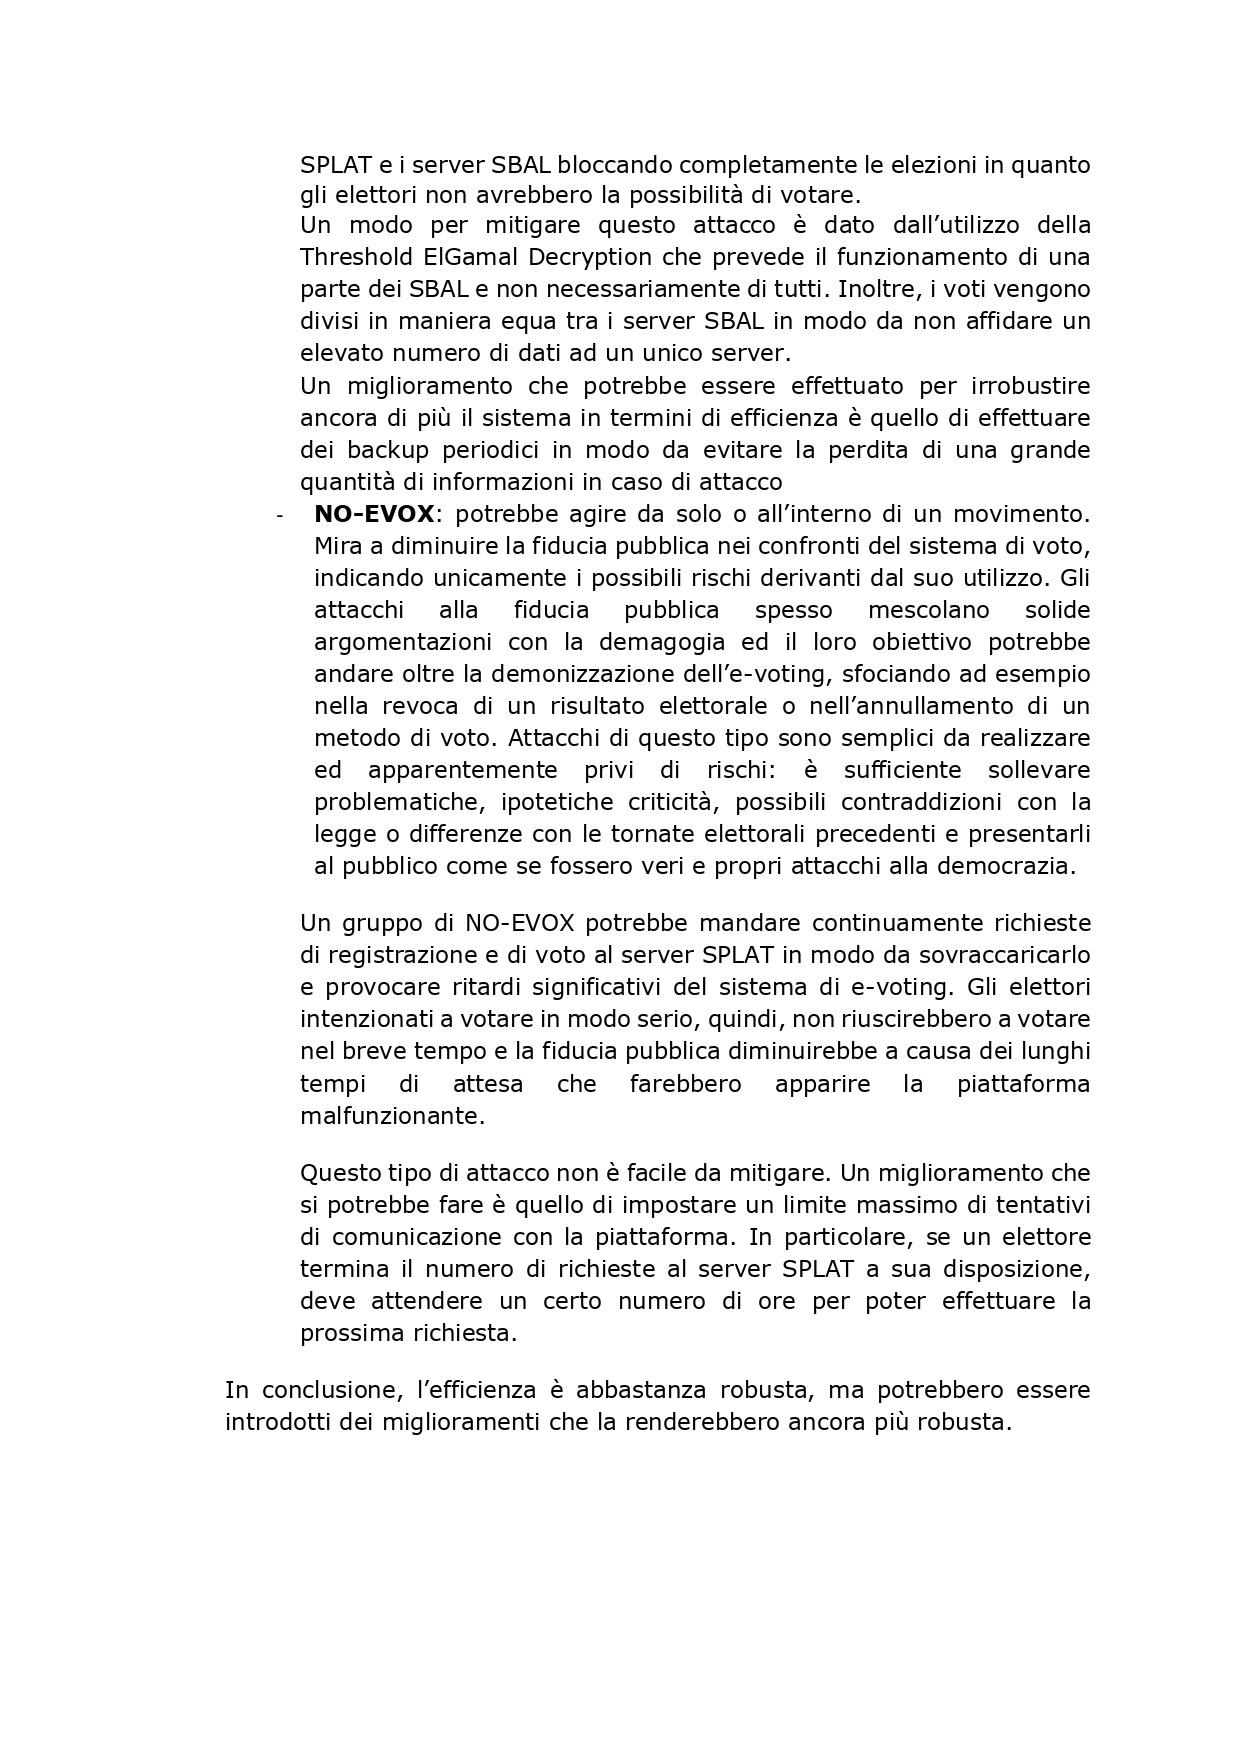 SPLAT e i server SBAL bloccando completamente le elezioni in quanto
gli elettori non avrebbero la possibilità di votare.
Un modo per mitigare questo attacco è dato dall’utilizzo della
Threshold ElGamal Decryption che prevede il funzionamento di una
parte dei SBAL e non necessariamente di tutti. Inoltre, i voti vengono
divisi in maniera equa tra i server SBAL in modo da non affidare un
elevato numero di dati ad un unico server.
Un miglioramento che potrebbe essere effettuato per irrobustire
ancora di più il sistema in termini di efficienza è quello di effettuare
dei backup periodici in modo da evitare la perdita di una grande
quantità di informazioni in caso di attacco
- NO–EVOX: potrebbe agire da solo o all’interno di un movimento.
Mira a diminuire la fiducia pubblica nei confronti del sistema di voto,
indicando unicamente i possibili rischi derivanti dal suo utilizzo. Gli
attacchi alla fiducia pubblica spesso mescolano solide
argomentazioni con la demagogia ed il loro obiettivo potrebbe
andare oltre la demonizzazione dell’e-voting, sfociando ad esempio
nella revoca di un risultato elettorale o nell’annullamento di un
metodo di voto. Attacchi di questo tipo sono semplici da realizzare
ed apparentemente privi di rischi: è sufficiente sollevare
problematiche, ipotetiche criticità, possibili contraddizioni con la
legge o differenze con le tornate elettorali precedenti e presentarli
al pubblico come se fossero veri e propri attacchi alla democrazia.
Un gruppo di NO-EVOX potrebbe mandare continuamente richieste
di registrazione e di voto al server SPLAT in modo da sovraccaricarlo
e provocare ritardi significativi del sistema di e-voting. Gli elettori
intenzionati a votare in modo serio, quindi, non riuscirebbero a votare
nel breve tempo e la fiducia pubblica diminuirebbe a causa dei lunghi
tempi di attesa che farebbero apparire la piattaforma
malfunzionante.
Questo tipo di attacco non è facile da mitigare. Un miglioramento che
si potrebbe fare è quello di impostare un limite massimo di tentativi
di comunicazione con la piattaforma. In particolare, se un elettore
termina il numero di richieste al server SPLAT a sua disposizione,
deve attendere un certo numero di ore per poter effettuare la
prossima richiesta.
In conclusione, l’efficienza è abbastanza robusta, ma potrebbero essere
introdotti dei miglioramenti che la renderebbero ancora più robusta.